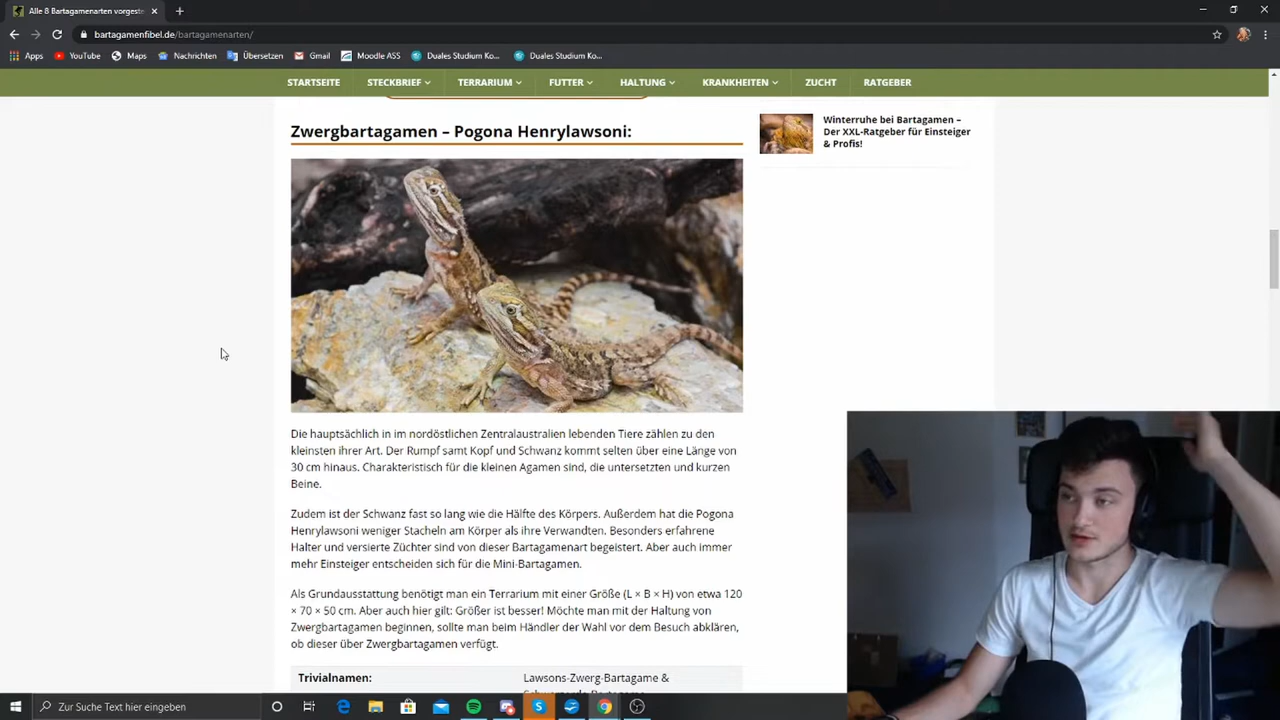 Alle 8 Bartagamenarten vorgest
bartagamenfibel.de/bartagamenarten/
Apps YouTube Maps Nachrichten Übersetzen Gmail Moodle ASS Duales Studium Ko... Duales Studium Ko...
STARTSEITE STECKBRIEF TERRARIUM FUTTER HALTUNG KRANKHEITEN ZUCHT RATGEBER
Zwergbartagamen – Pogona Henrylawsoni:
Winterruhe bei Bartagamen –
Der XXL-Ratgeber für Einsteiger
& Profis!
Die hauptsächlich in im nordöstlichen Zentralaustralien lebenden Tiere zählen zu den
kleinsten ihrer Art. Der Rumpf samt Kopf und Schwanz kommt selten über eine Länge von
30 cm hinaus. Charakteristisch für die kleinen Agamen sind, die untersetzten und kurzen
Beine.
Zudem ist der Schwanz fast so lang wie die Hälfte des Körpers. Außerdem hat die Pogona
Henrylawsoni weniger Stacheln am Körper als ihre Verwandten. Besonders erfahrene
Halter und versierte Züchter sind von dieser Bartagamenart begeistert. Aber auch immer
mehr Einsteiger entscheiden sich für die Mini-Bartagamen.
Als Grundausstattung benötigt man ein Terrarium mit einer Größe (L × B × H) von etwa 120
× 70 × 50 cm. Aber auch hier gilt: Größer ist besser! Möchte man mit der Haltung von
Zwergbartagamen beginnen, sollte man beim Händler der Wahl vor dem Besuch abklären,
ob dieser über Zwergbartagamen verfügt.
Trivialnamen: Lawsons-Zwerg-Bartagame &
Zur Suche Text hier eingeben